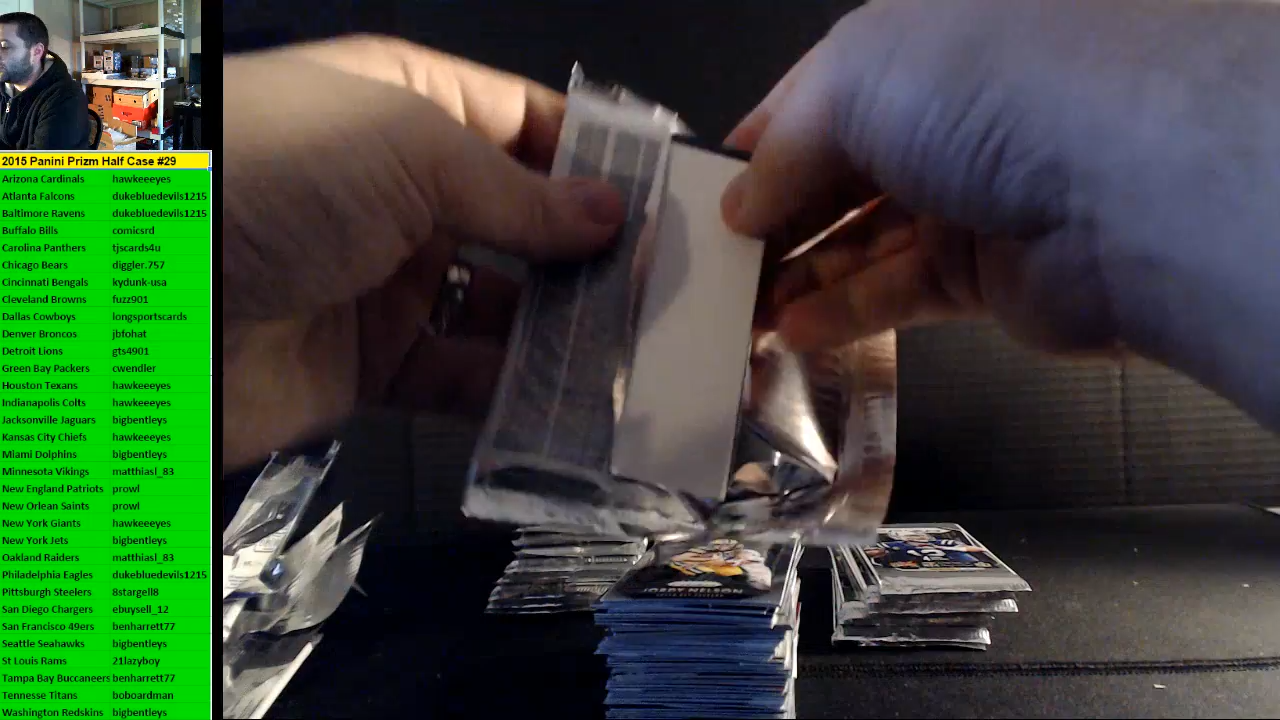 2015 Panini Prizm Half Case #29
Arizona Cardinals hawkeeeyes
Atlanta Falcons dukebluedevils1215
Baltimore Ravens dukebluedevils1215
Buffalo Bills comicsrd
Carolina Panthers tjscards4u
Chicago Bears diggler.757
Cincinnati Bengals kydunk-usa
Cleveland Browns fuzz901
Dallas Cowboys longsportscards
Denver Broncos jbfohat
Detroit Lions gts4901
Green Bay Packers cwendler
Houston Texans hawkeeeyes
Indianapolis Colts hawkeeeyes
Jacksonville Jaguars bigbentleys
Kansas City Chiefs hawkeeeyes
Miami Dolphins bigbentleys
Minnesota Vikings matthiasl_83
New England Patriots prowl
New Orlean Saints prowl
New York Giants hawkeeeyes
New York Jets bigbentleys
Oakland Raiders matthiasl_83
Philadelphia Eagles dukebluedevils1215
Pittsburgh Steelers 8stargell8
San Diego Chargers ebuysell_12
San Francisco 49ers benharrett77
Seattle Seahawks bigbentleys
St Louis Rams 21lazyboy
Tampa Bay Buccaneers benharrett77
Tennesse Titans boboardman
Washington Redskins bigbentleys
JORDY NELSON